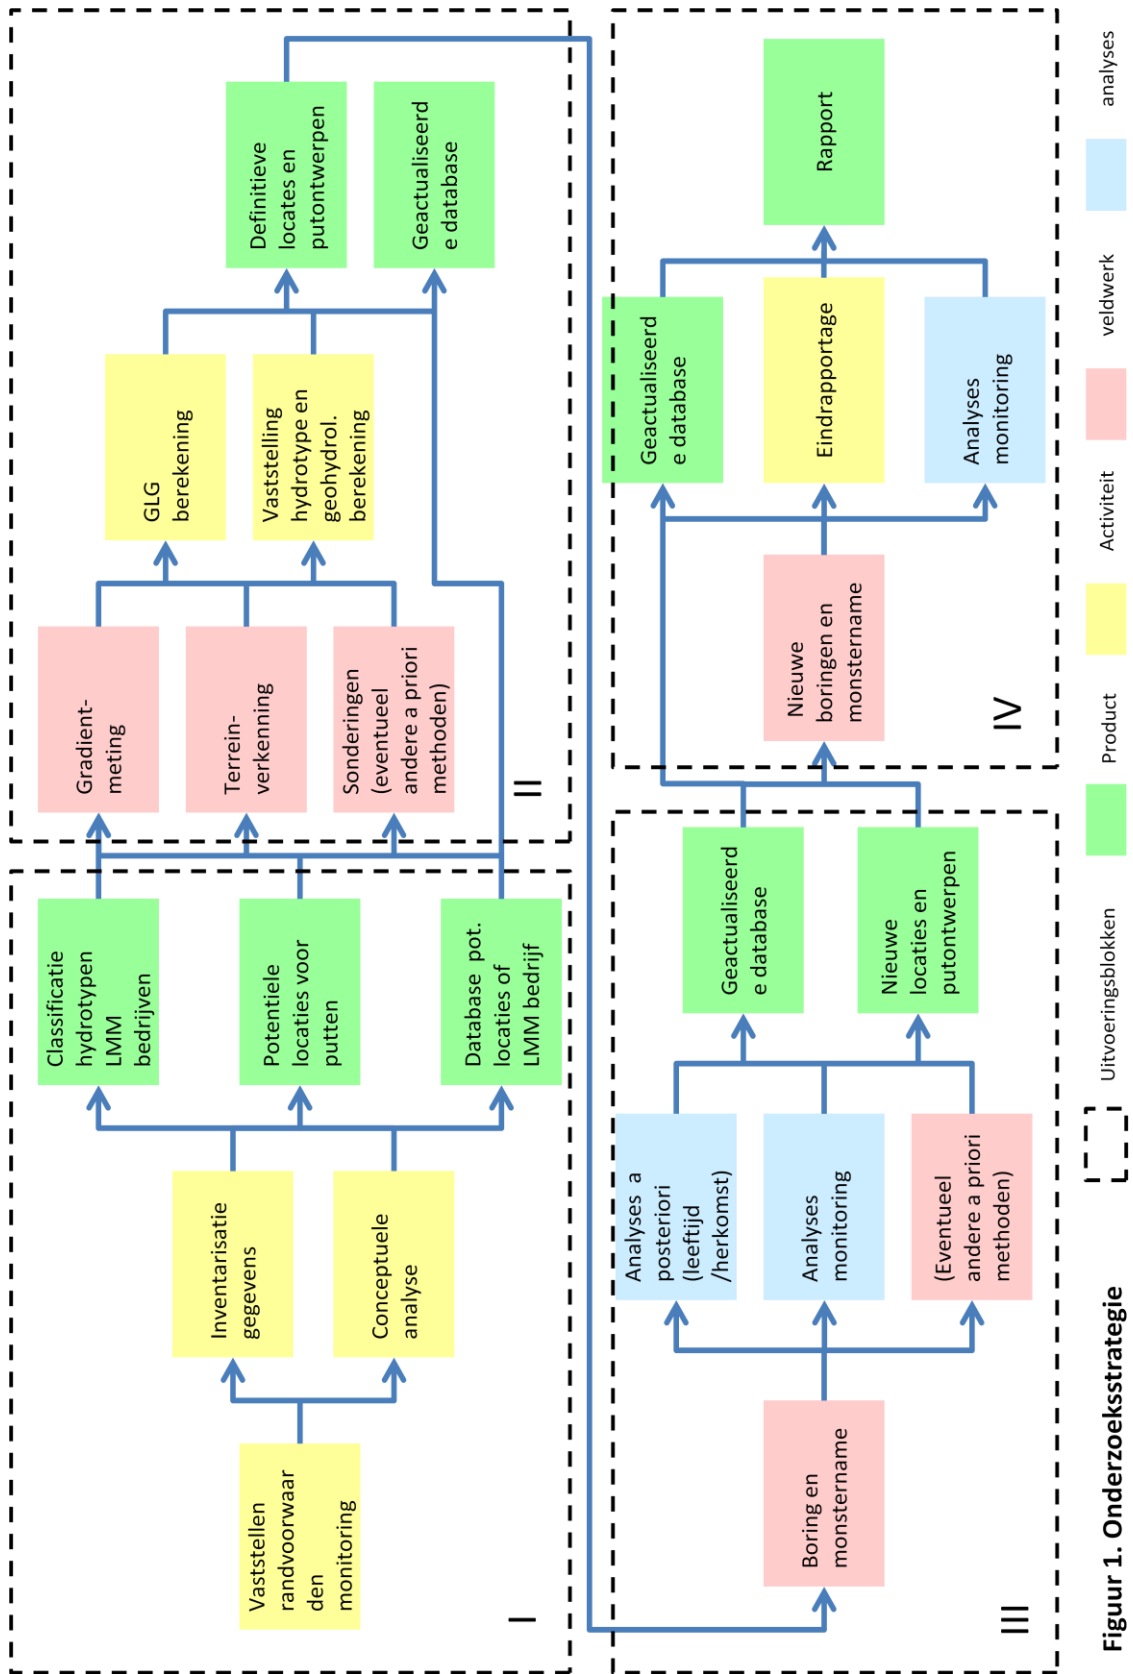 Vaststellen
randvoorwaar
den
monitoring
Inventarisatie
gegevens
Conceptuele
analyse
Classificatie
hydrotypen
LMM
bedrijven
Potentiele
locaties voor
putten
Database pot.
locaties of
LMM bedrijf
I
Gradient-
meting
Terrein-
verkenning
Sonderingen
(eventueel
andere a priori
methoden)
GLG
berekening
Vaststelling
hydrotype en
geohydrol.
berekening
Definitieve
locates en
putontwerpen
Geactualiseerd
e database
II
Boring en
monstername
Analyses a
posteriori
(leeftijd
/herkomst)
Analyses
monitoring
(Eventueel
andere a priori
methoden)
Geactualiseerd
e database
Nieuwe
locaties en
putontwerpen
III
Nieuwe
boringen en
monstername
Geactualiseerd
e database
Eindrapportage
Analyses
monitoring
Rapport
IV
Uitvoeringsblokken
Product
Activiteit
veldwerk
analyses
Figuur 1. Onderzoeksstrategie